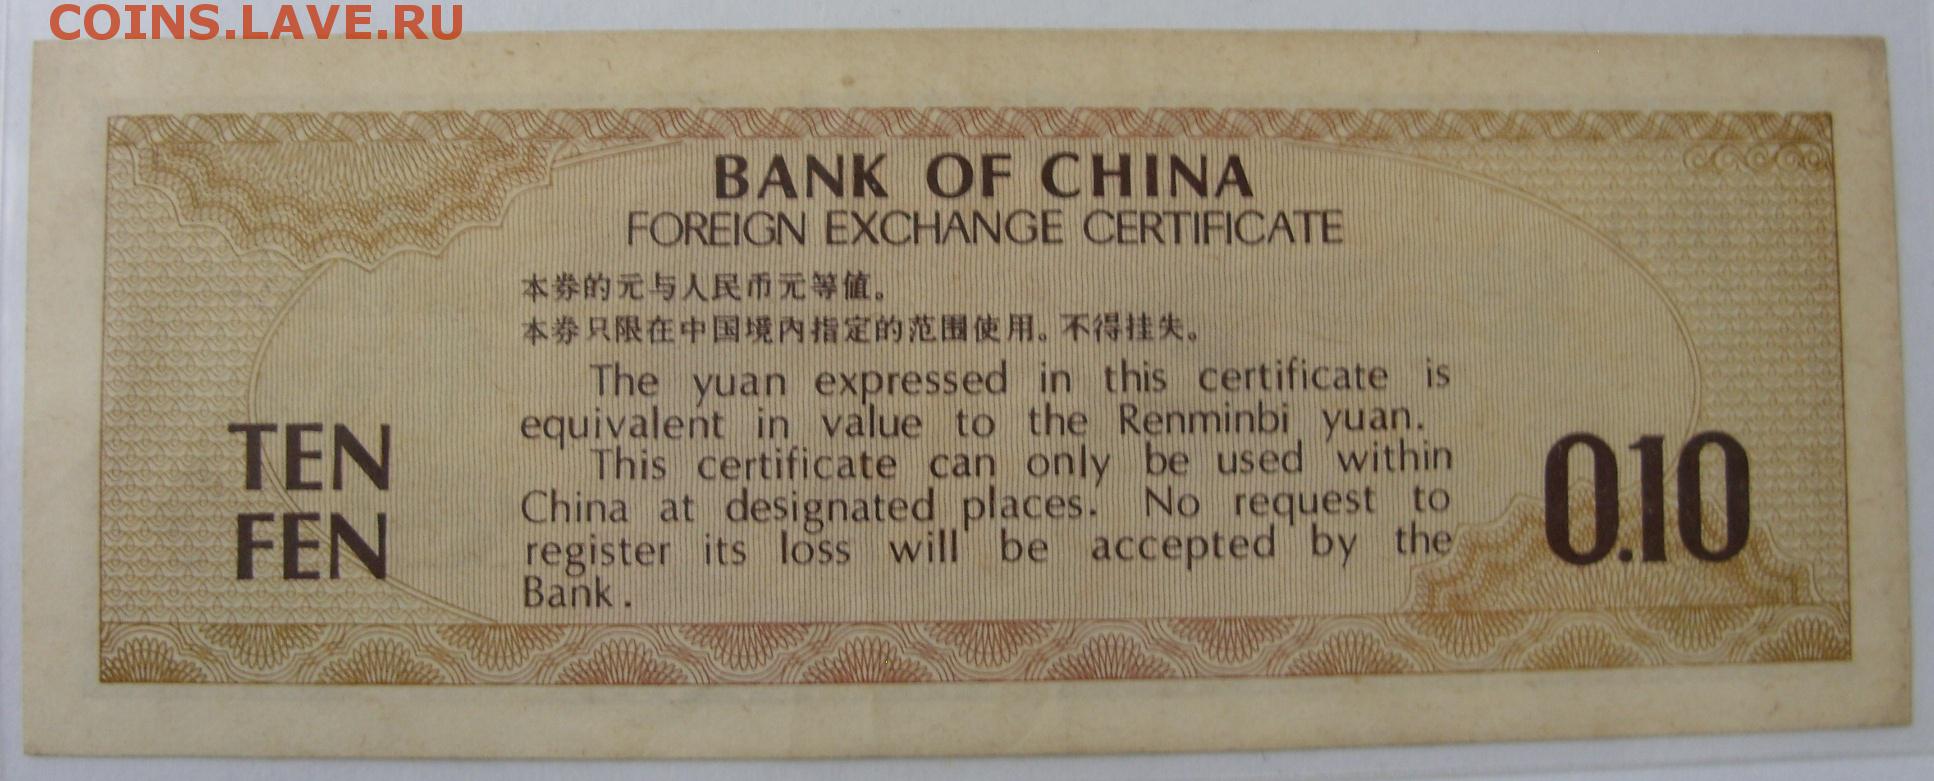 COINS.LAVE.RU
BANK OF CHINA
FOREIGN EXCHANGE CERTIFICATE
本券的元与人民币元等值。
本券只限在中国境内指定的范围使用。不得挂失。
The yuan expressed in this certificate is
equivalent in value to the Renminbi yuan.
This certificate can only be used within
China at designated places. No request to
register its loss will be accepted by the
Bank.
TEN
FEN
0.10